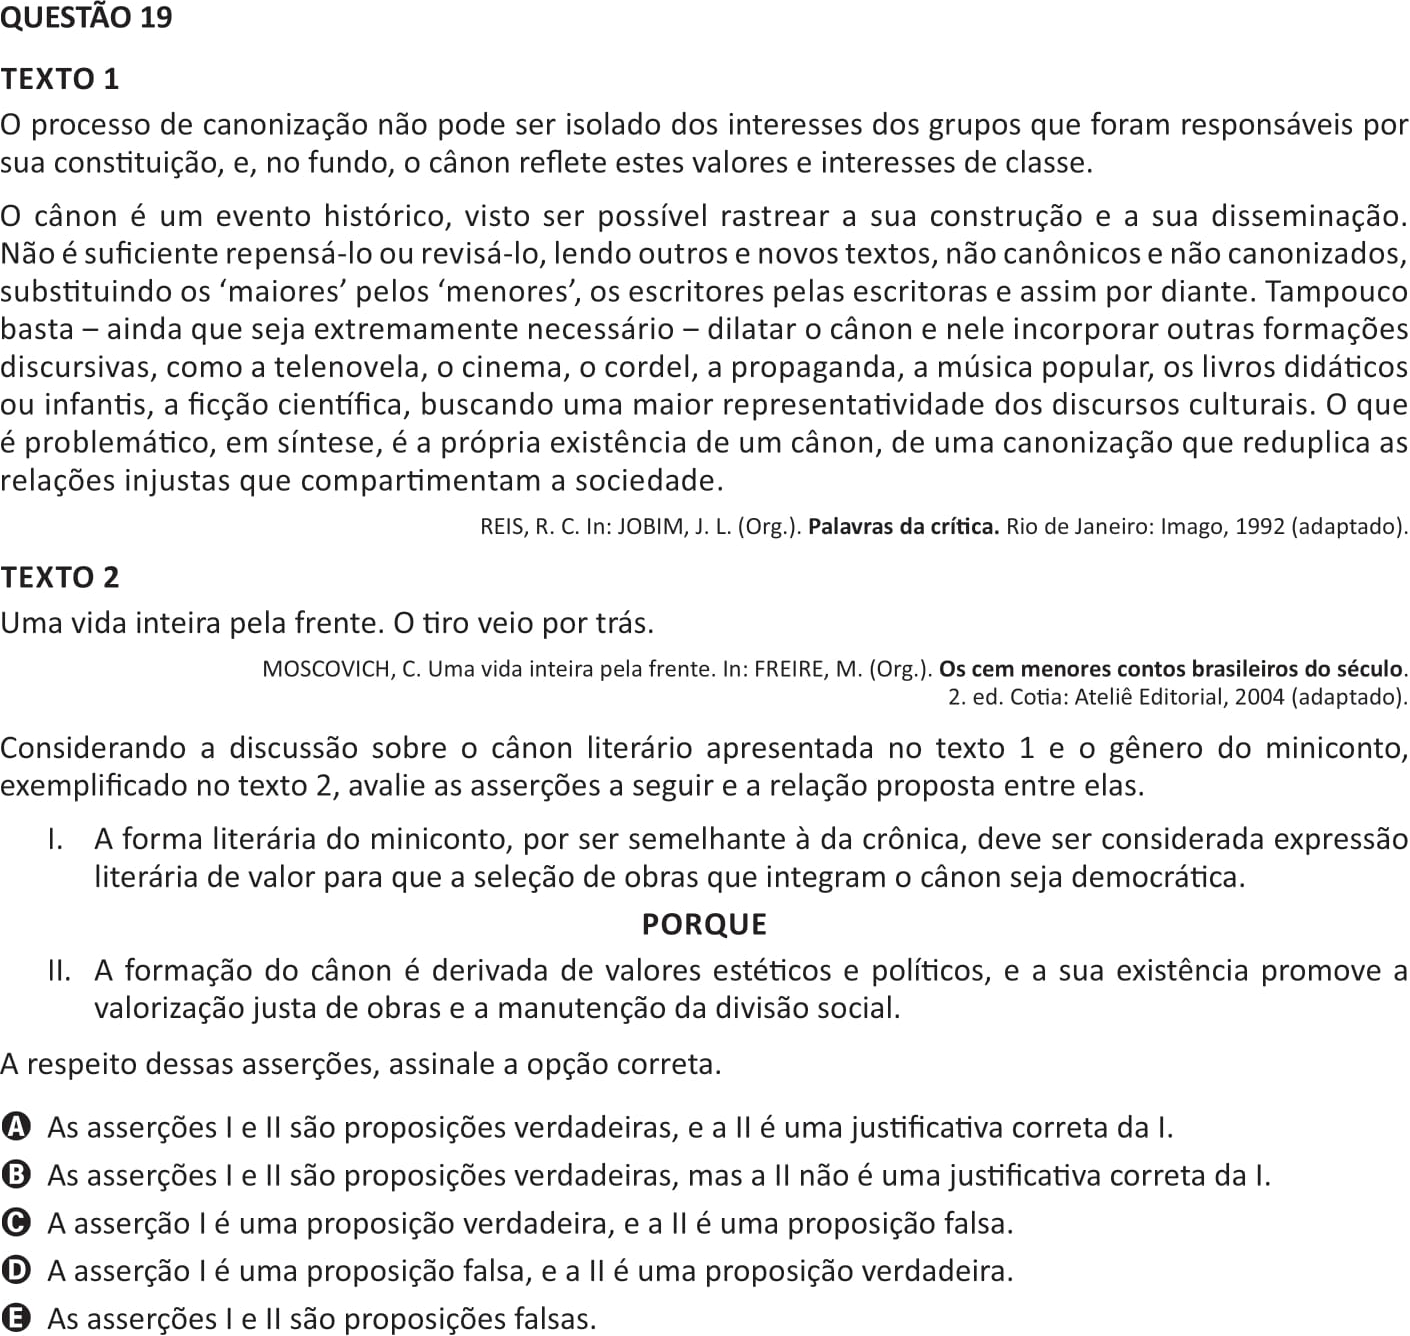 QUESTÃO 19
TEXTO 1
O processo de canonização não pode ser isolado dos interesses dos grupos que foram responsáveis por
sua constituição, e, no fundo, o cânon reflete estes valores e interesses de classe.
O cânon é um evento histórico, visto ser possível rastrear a sua construção e a sua disseminação.
Não é suficiente repensá-lo ou revisá-lo, lendo outros e novos textos, não canônicos e não canonizados,
substituindo os ‘maiores’ pelos ‘menores’, os escritores pelas escritoras e assim por diante. Tampouco
basta – ainda que seja extremamente necessário – dilatar o cânon e nele incorporar outras formações
discursivas, como a telenovela, o cinema, o cordel, a propaganda, a música popular, os livros didáticos
ou infantis, a ficção científica, buscando uma maior representatividade dos discursos culturais. O que
é problemático, em síntese, é a própria existência de um cânon, de uma canonização que reduplica as
relações injustas que compartimentam a sociedade.
REIS, R. C. In: JOBIM, J. L. (Org.). Palavras da crítica. Rio de Janeiro: Imago, 1992 (adaptado).
TEXTO 2
Uma vida inteira pela frente. O tiro veio por trás.
MOSCOVICH, C. Uma vida inteira pela frente. In: FREIRE, M. (Org.). Os cem menores contos brasileiros do século.
2. ed. Cotia: Ateliê Editorial, 2004 (adaptado).
Considerando a discussão sobre o cânon literário apresentada no texto 1 e o gênero do miniconto,
exemplificado no texto 2, avalie as asserções a seguir e a relação proposta entre elas.
I. A forma literária do miniconto, por ser semelhante à da crônica, deve ser considerada expressão
literária de valor para que a seleção de obras que integram o cânon seja democrática.
PORQUE
II. A formação do cânon é derivada de valores estéticos e políticos, e a sua existência promove a
valorização justa de obras e a manutenção da divisão social.
A respeito dessas asserções, assinale a opção correta.
A As asserções I e II são proposições verdadeiras, e a II é uma justificativa correta da I.
B As asserções I e II são proposições verdadeiras, mas a II não é uma justificativa correta da I.
C A asserção I é uma proposição verdadeira, e a II é uma proposição falsa.
D A asserção I é uma proposição falsa, e a II é uma proposição verdadeira.
E As asserções I e II são proposições falsas.